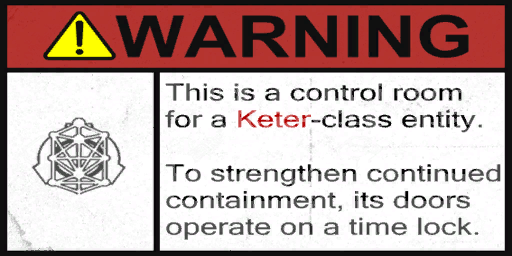 WARNING
This is a control room
for a Keter-class entity.
To strengthen continued
containment, its doors
operate on a time lock.